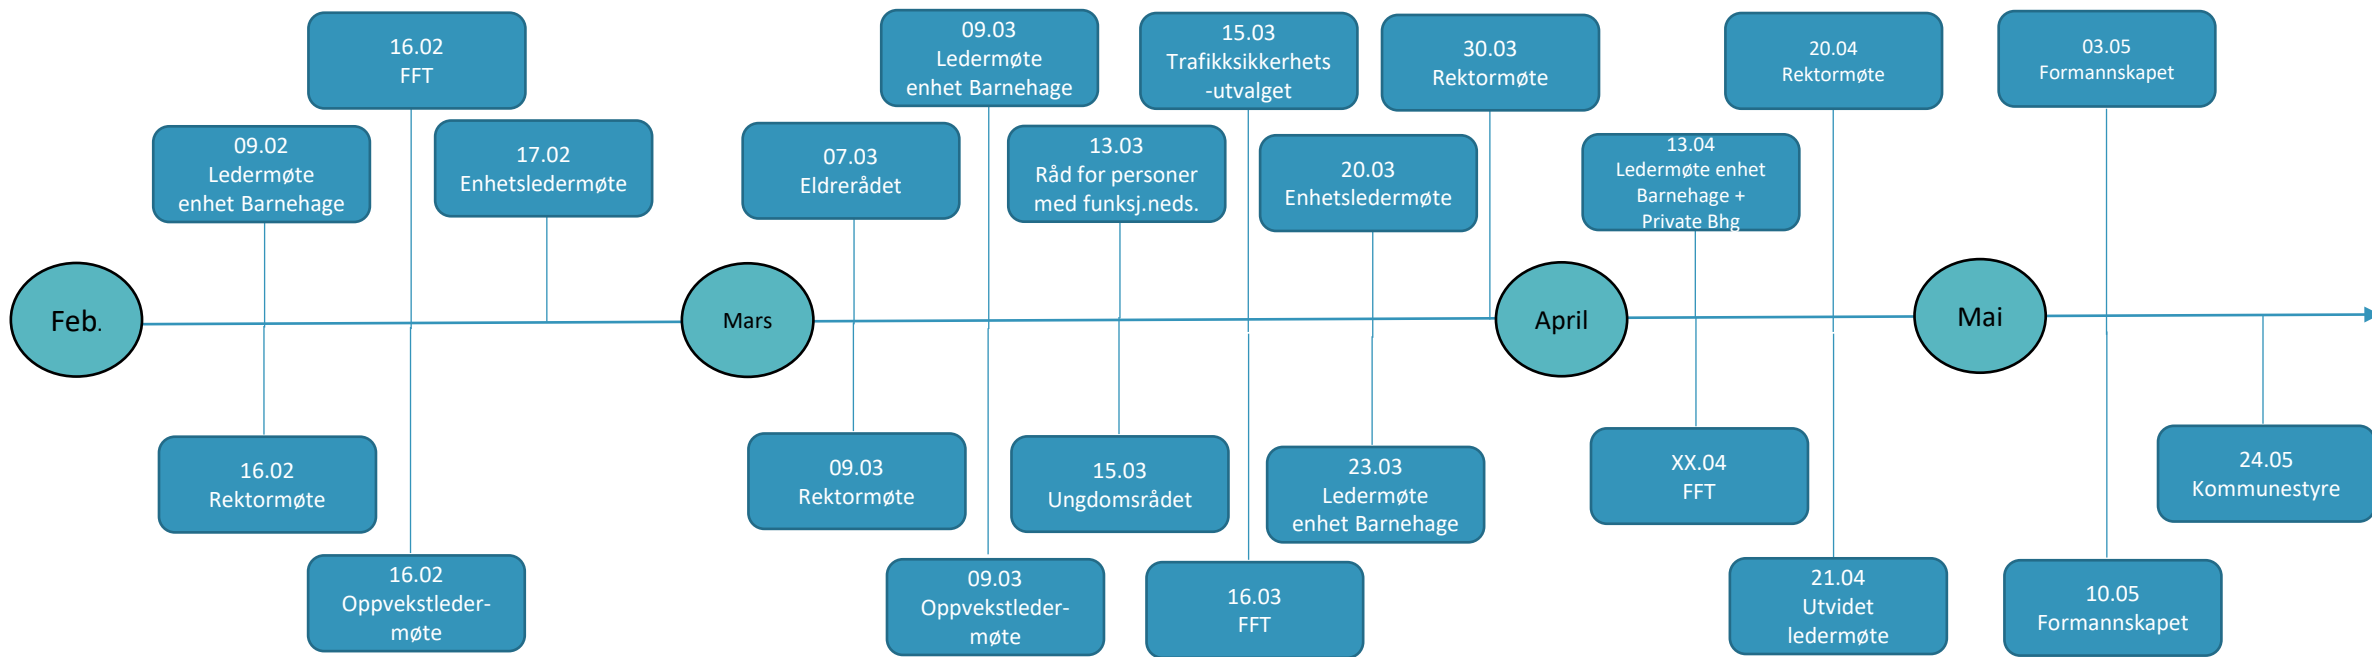 16.02
FFT
09.02
Ledermøte
enhet Barnehage
17.02
Enhetsledermøte
Feb.
16.02
Rektormøte
16.02
Oppvekstleder-
møte
09.03
Ledermøte
enhet Barnehage
15.03
Trafikksikkerhets
-utvalget
30.03
Rektormøte
07.03
Eldrerådet
13.03
Råd for personer
med funksj.neds.
20.03
Enhetsledermøte
Mars
09.03
Rektormøte
15.03
Ungdomsrådet
23.03
Ledermøte
enhet Barnehage
09.03
Oppvekstleder-
møte
16.03
FFT
20.04
Rektormøte
13.04
Ledermøte enhet
Barnehage +
Private Bhg
April
XX.04
FFT
21.04
Utvidet
ledermøte
03.05
Formannskapet
Mai
24.05
Kommunestyre
10.05
Formannskapet